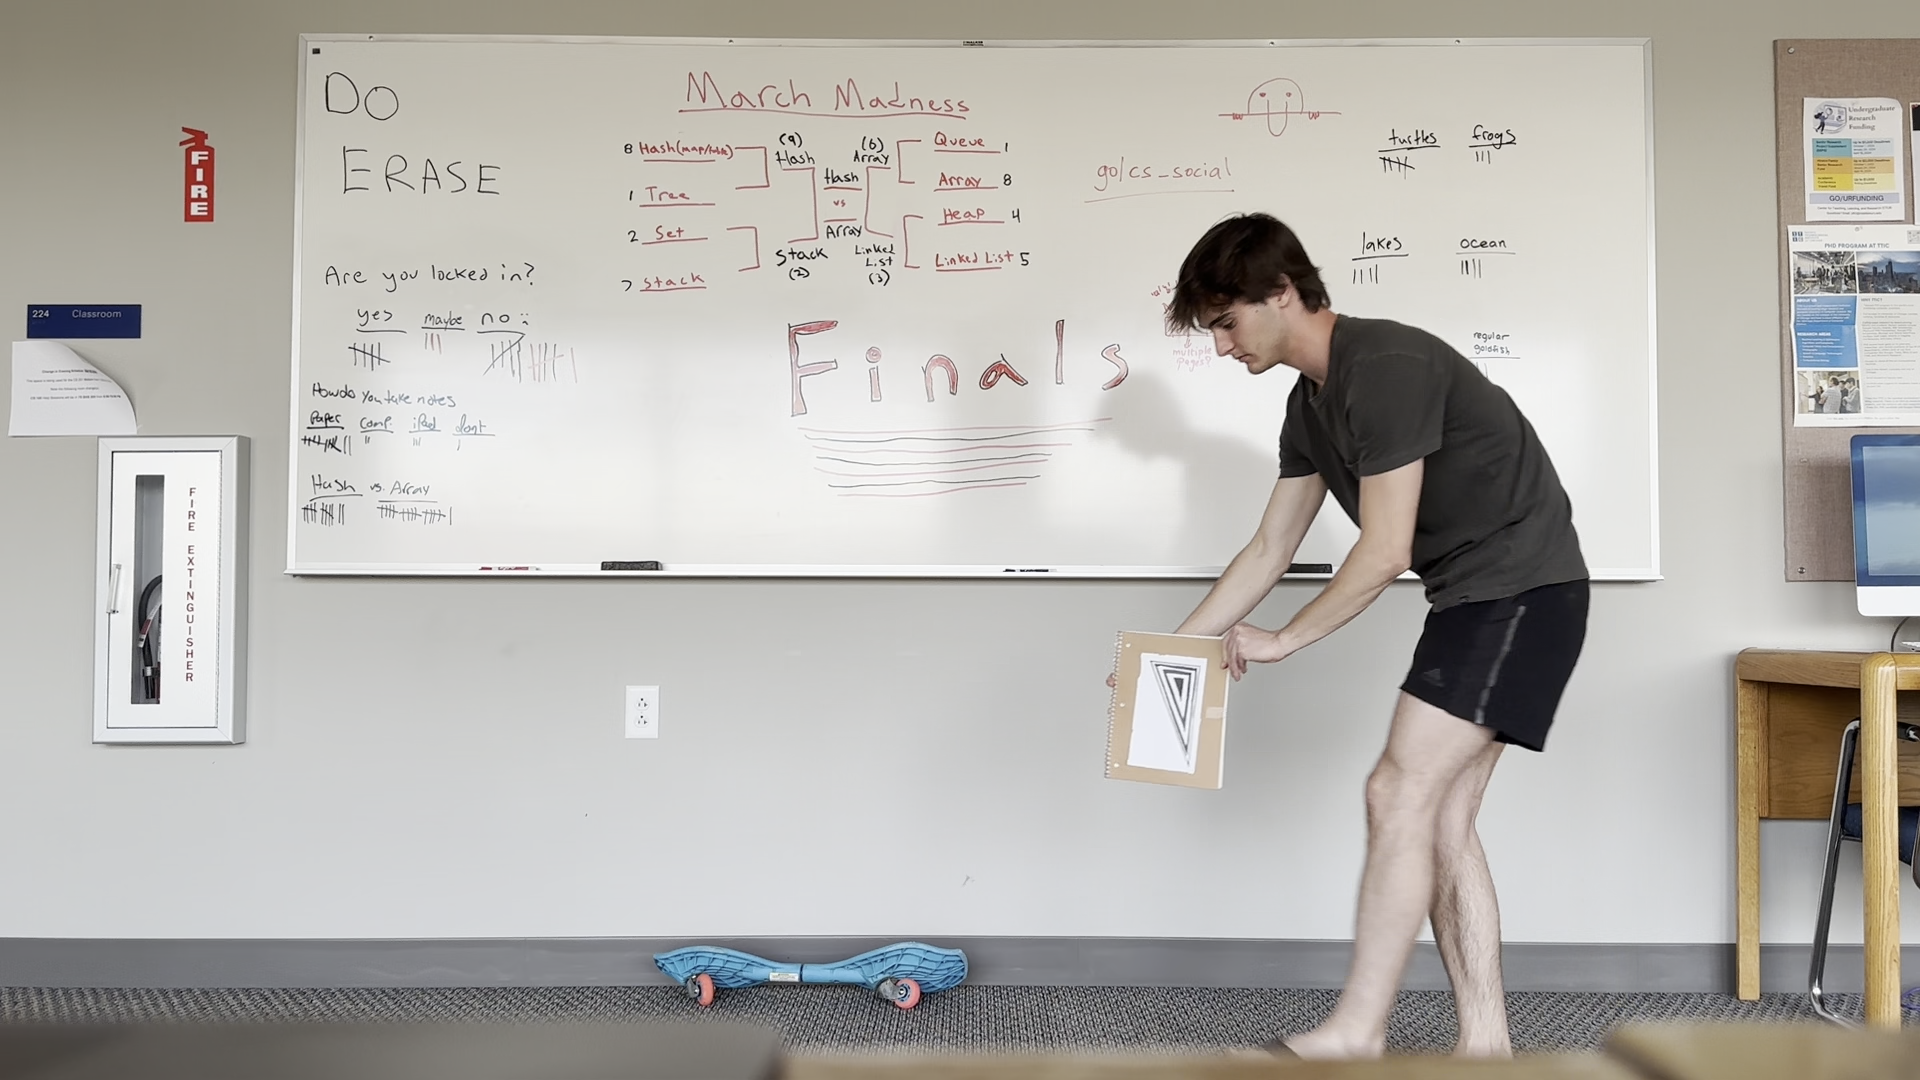 DO
ERASE
Are you locked in?
yes
maybe
no :
How do you take notes
Paper
comp.
iPad
dont
Hash vs. Array
March Madness
8 Hash(map/table)
1 Tree
2 Set
7 Stack
(9)
Hash
Stack
(2)
Hash
vs
Array
(6)
Array
Linked
List
(3)
Queue 1
Array 8
Heap 4
Linked List 5
Finals
go/cs_social
multiple
pages?
turtles
frogs
lakes
ocean
regular
goldfish
FIRE
224 Classroom
FIRE EXTINGUISHER
Undergraduate
Research
Funding
GO/URFUNDING
PHD PROGRAM AT TTIC